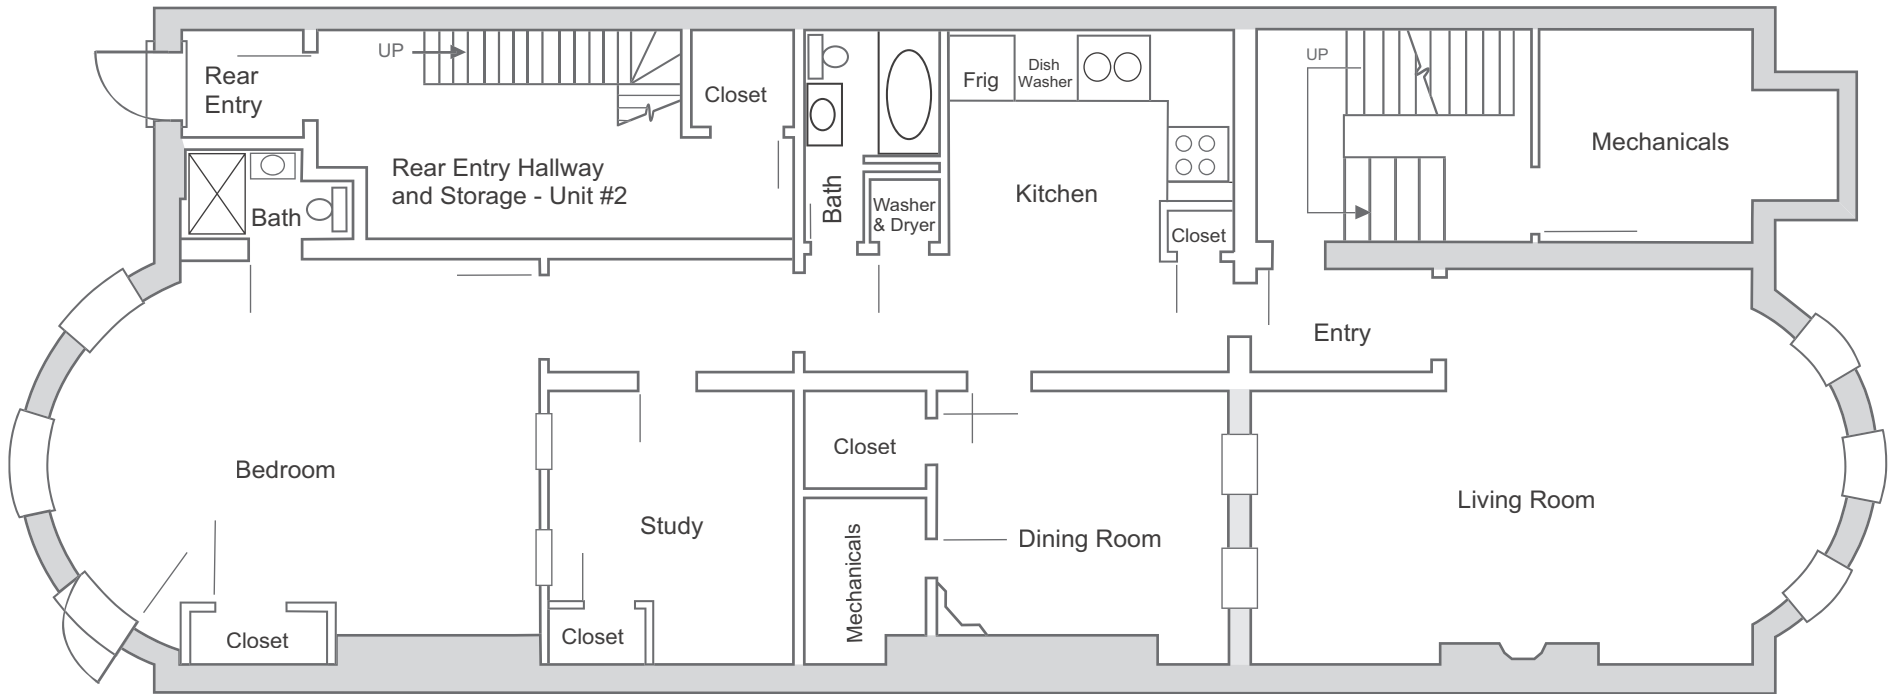 UP
Rear
Entry
Closet
Rear Entry Hallway
and Storage - Unit #2
Bath
Bath
Washer
& Dryer
Frig
Dish
Washer
Kitchen
Closet
UP
Mechanicals
Entry
Bedroom
Closet
Study
Closet
Closet
Mechanicals
Dining Room
Living Room